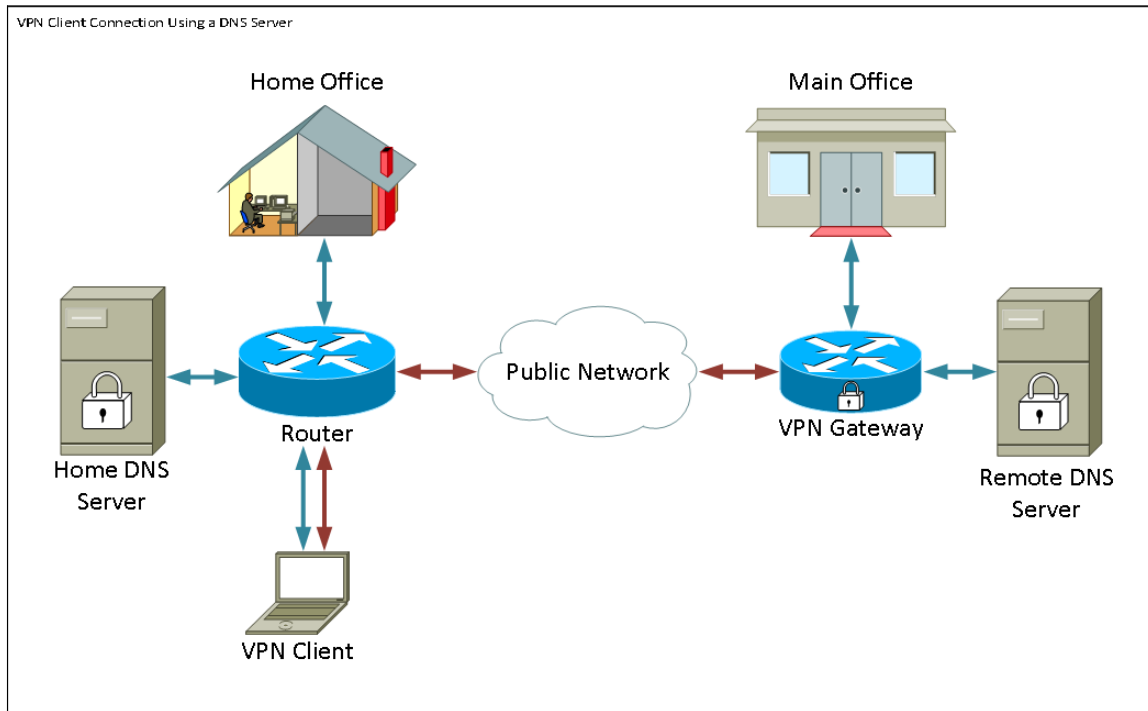 VPN Client Connection Using a DNS Server
Home Office
Main Office
Public Network
Router
VPN Gateway
Home DNS
Server
Remote DNS
Server
VPN Client